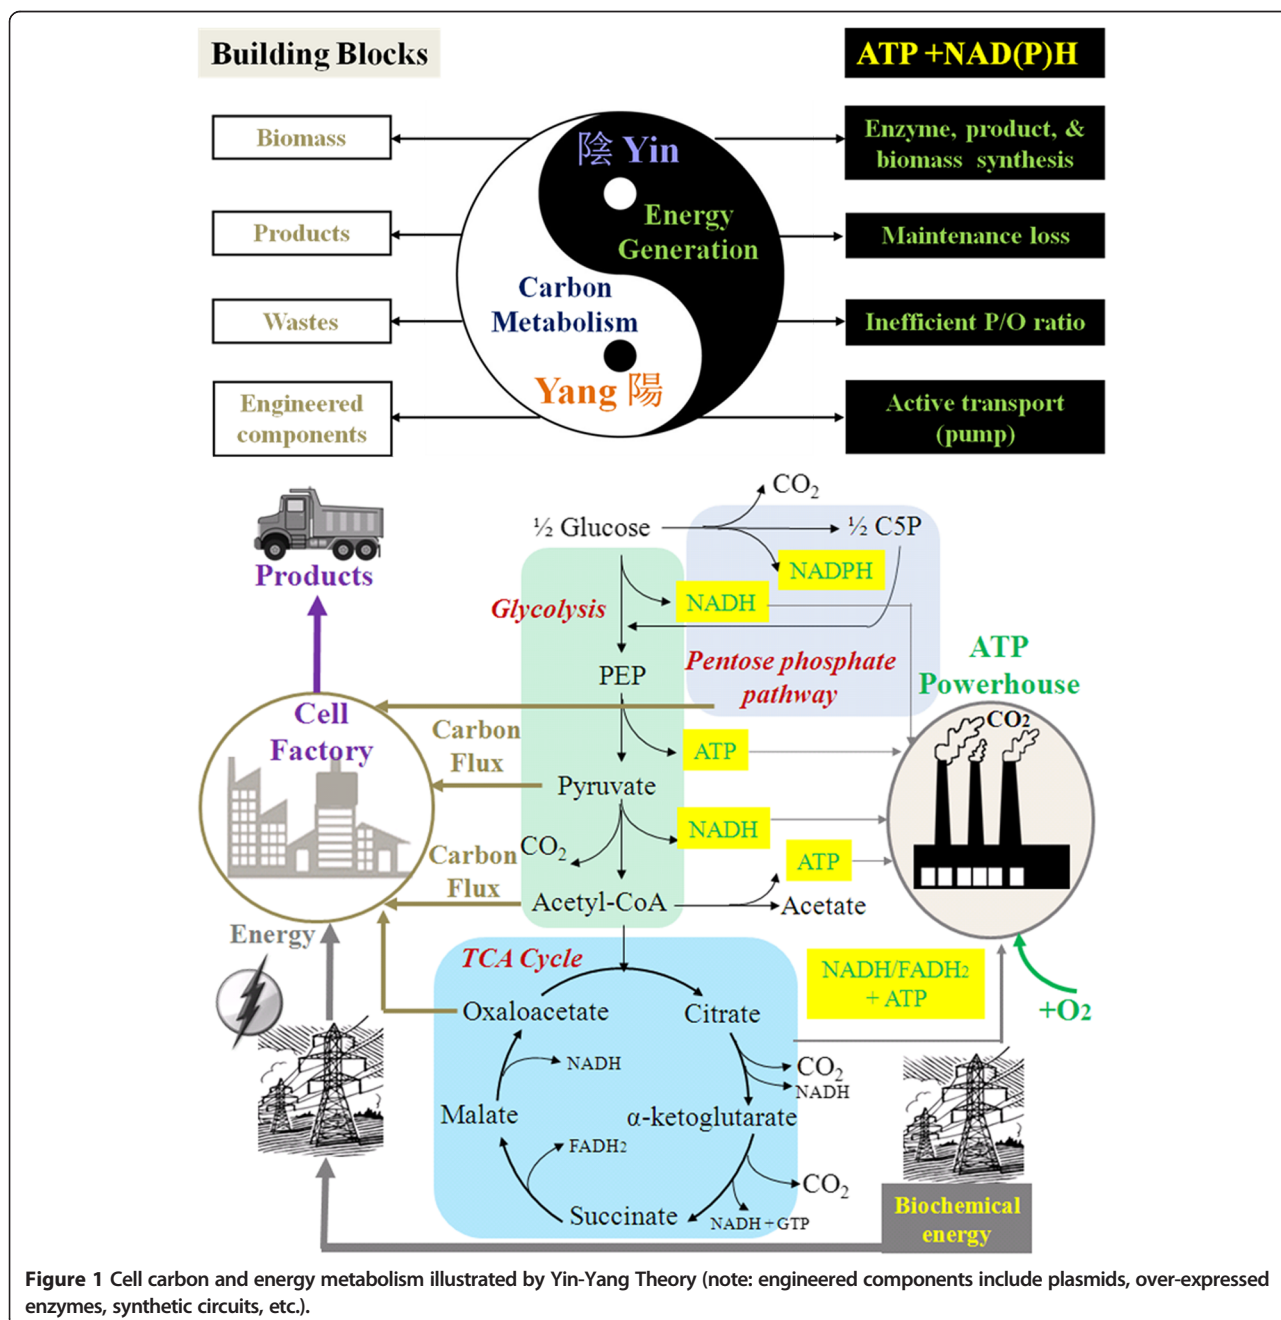 Building Blocks
ATP +NAD(P)H
Biomass
Products
Wastes
Engineered
components
陰 Yin
Energy
Generation
Carbon
Metabolism
Yang 陽
Enzyme, product, &
biomass synthesis
Maintenance loss
Inefficient P/O ratio
Active transport
(pump)
Products
Cell
Factory
Carbon
Flux
Carbon
Flux
Energy
½ Glucose
CO2
½ C5P
NADPH
NADH
Glycolysis
Pentose phosphate
pathway
PEP
ATP
Pyruvate
NADH
CO2
ATP
Acetyl-CoA
Acetate
ATP
Powerhouse
CO2
+O2
NADH/FADH2
+ ATP
TCA Cycle
Oxaloacetate
Citrate
CO2
NADH
NADH
Malate
α-ketoglutarate
FADH2
CO2
Succinate
NADH + GTP
Biochemical
energy
Figure 1 Cell carbon and energy metabolism illustrated by Yin-Yang Theory (note: engineered components include plasmids, over-expressed
enzymes, synthetic circuits, etc.).